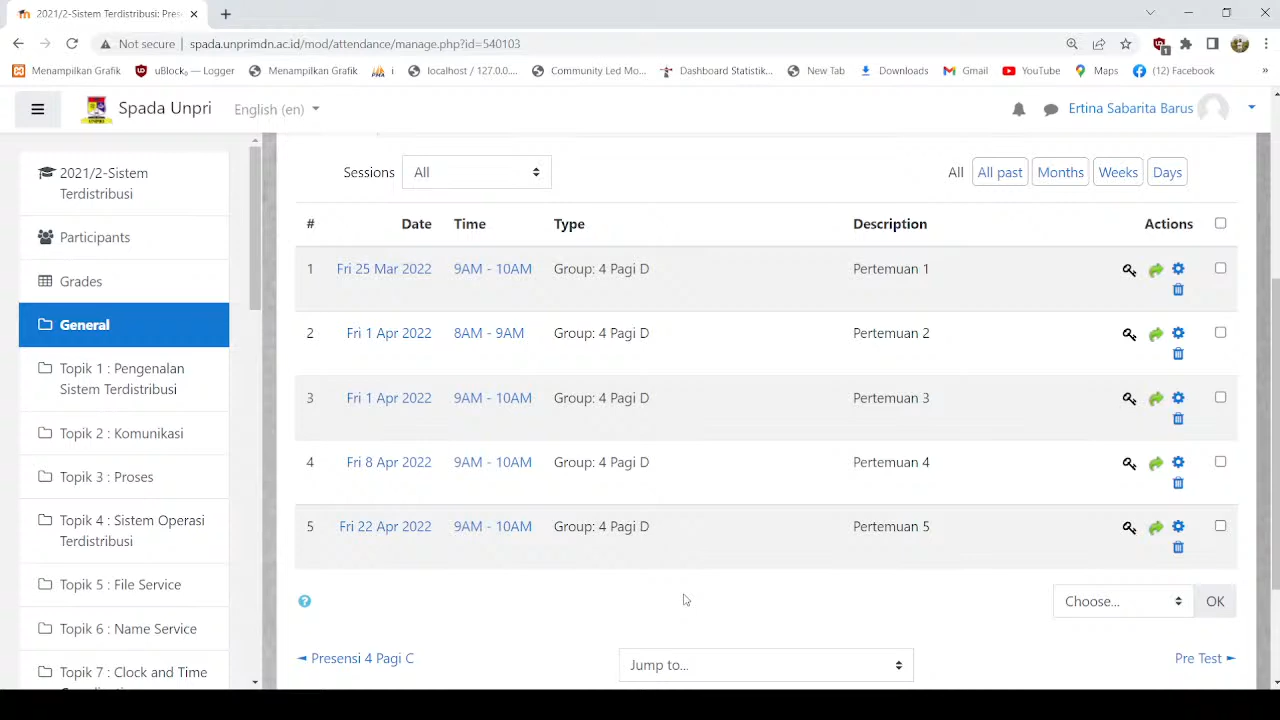 2021/2-Sistem Terdistribusi: Pres
Not secure | spada.unprimdn.ac.id/mod/attendance/manage.php?id=540103
1
Menampilkan Grafik
uBlock₀ — Logger
Menampilkan Grafik
i
localhost / 127.0.0....
Community Led Mo...
Dashboard Statistik...
New Tab
Downloads
Gmail
YouTube
Maps
(12) Facebook
»
Spada Unpri
English (en)
Ertina Sabarita Barus
2021/2-Sistem
Terdistribusi
Participants
Grades
General
Topik 1 : Pengenalan
Sistem Terdistribusi
Topik 2 : Komunikasi
Topik 3 : Proses
Topik 4 : Sistem Operasi
Terdistribusi
Topik 5 : File Service
Topik 6 : Name Service
Topik 7 : Clock and Time
Sessions All All All past Months Weeks Days
# Date Time Type Description Actions
1 Fri 25 Mar 2022 9AM - 10AM Group: 4 Pagi D Pertemuan 1
2 Fri 1 Apr 2022 8AM - 9AM Group: 4 Pagi D Pertemuan 2
3 Fri 1 Apr 2022 9AM - 10AM Group: 4 Pagi D Pertemuan 3
4 Fri 8 Apr 2022 9AM - 10AM Group: 4 Pagi D Pertemuan 4
5 Fri 22 Apr 2022 9AM - 10AM Group: 4 Pagi D Pertemuan 5
? Choose... OK
◄ Presensi 4 Pagi C Jump to... Pre Test ►